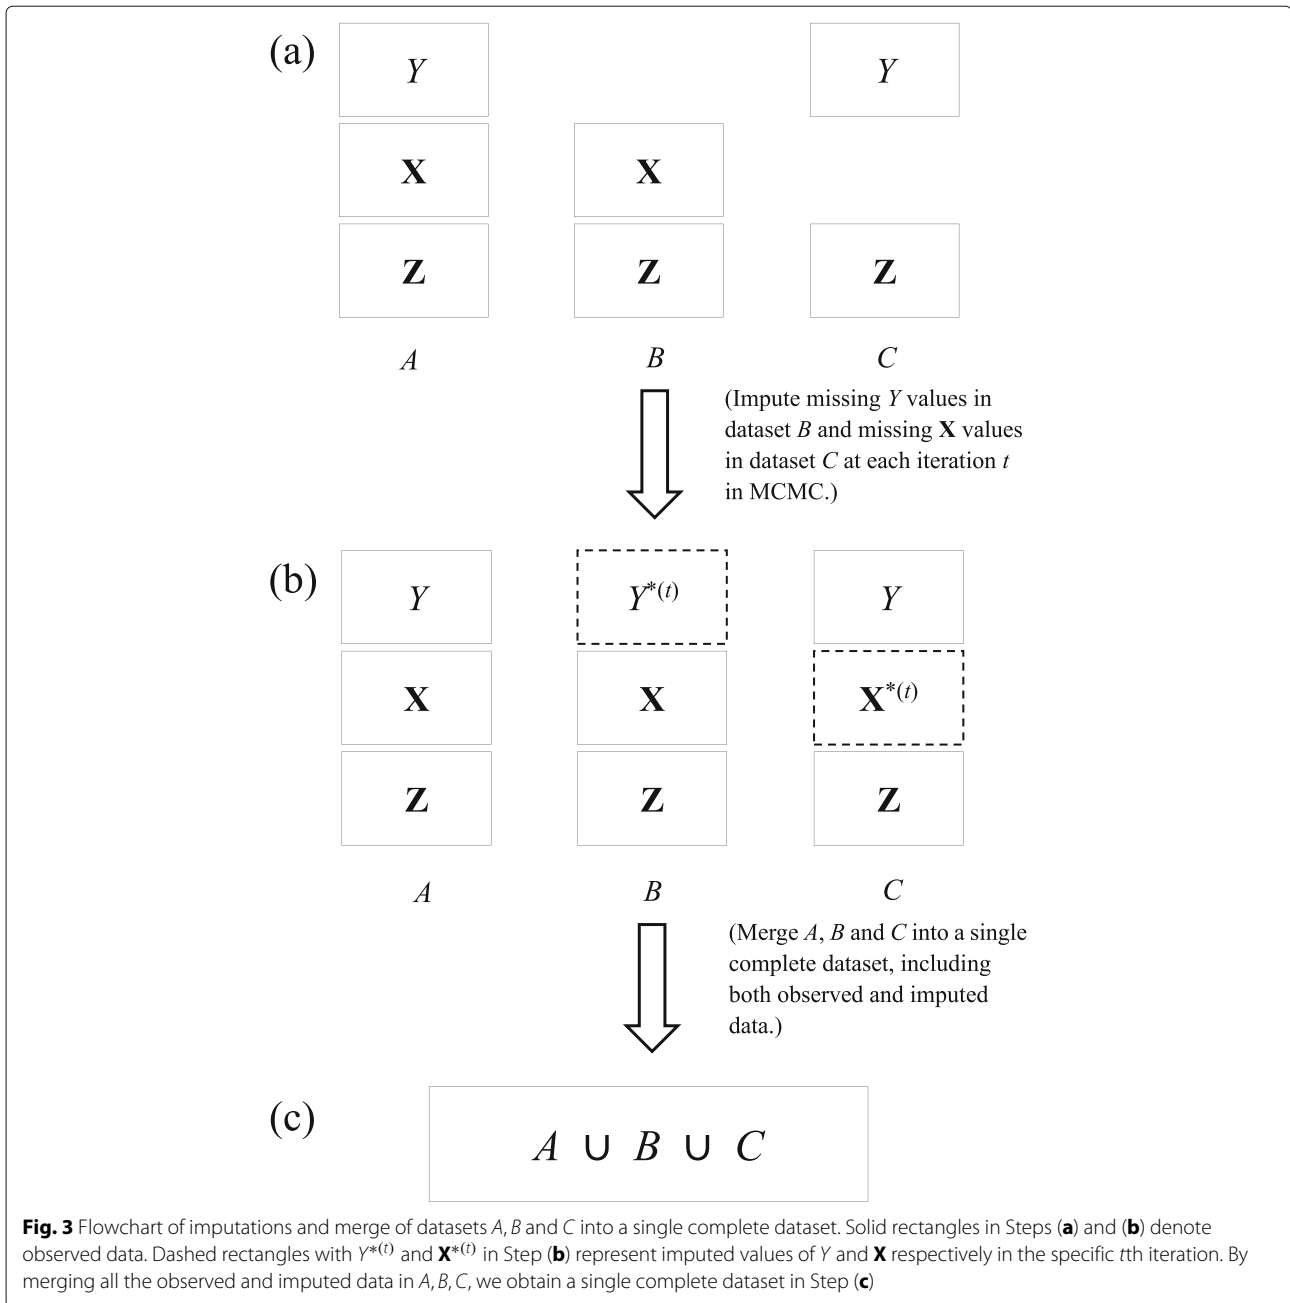 (a)
Y
Y
X
X
Z
Z
Z
A
B
C
(Impute missing Y values in
dataset B and missing X values
in dataset C at each iteration t
in MCMC.)
(b)
Y
Y*(t)
Y
X
X
X*(t)
Z
Z
Z
A
B
C
(Merge A, B and C into a single
complete dataset, including
both observed and imputed
data.)
(c)
A ∪ B ∪ C
Fig. 3 Flowchart of imputations and merge of datasets A, B and C into a single complete dataset. Solid rectangles in Steps (a) and (b) denote
observed data. Dashed rectangles with Y*(t) and X*(t) in Step (b) represent imputed values of Y and X respectively in the specific tth iteration. By
merging all the observed and imputed data in A, B, C, we obtain a single complete dataset in Step (c)